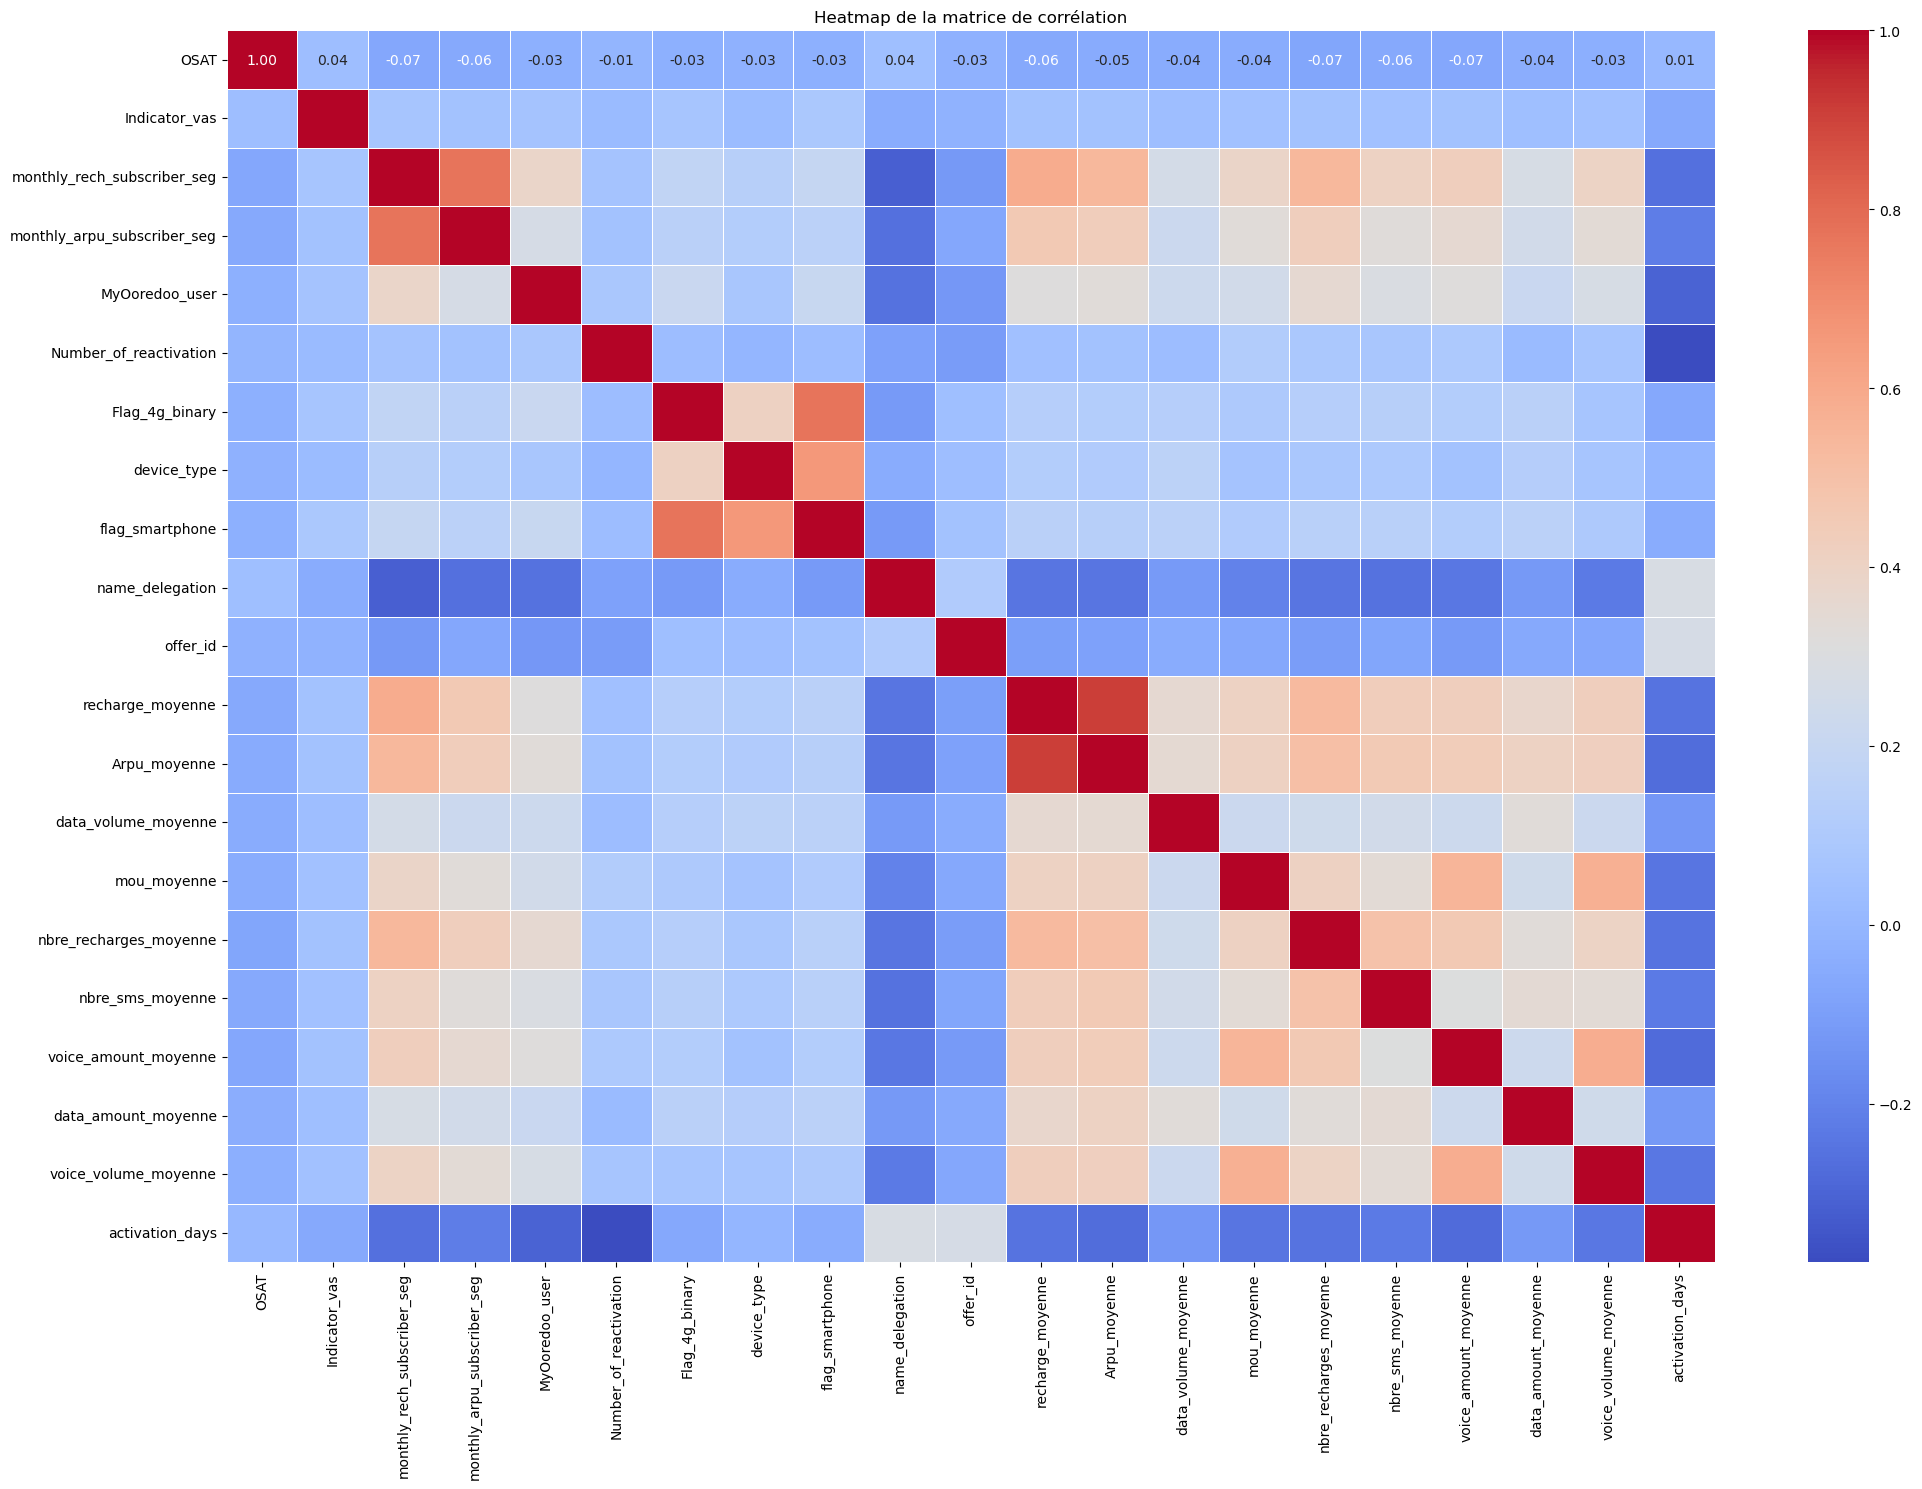 Heatmap de la matrice de corrélation
OSAT
1.00 0.04 -0.07 -0.06 -0.03 -0.01 -0.03 -0.03 -0.03 0.04 -0.03 -0.06 -0.05 -0.04 -0.04 -0.07 -0.06 -0.07 -0.04 -0.03 0.01
Indicator_vas
monthly_rech_subscriber_seg
monthly_arpu_subscriber_seg
MyOoredoo_user
Number_of_reactivation
Flag_4g_binary
device_type
flag_smartphone
name_delegation
offer_id
recharge_moyenne
Arpu_moyenne
data_volume_moyenne
mou_moyenne
nbre_recharges_moyenne
nbre_sms_moyenne
voice_amount_moyenne
data_amount_moyenne
voice_volume_moyenne
activation_days
OSAT
Indicator_vas
monthly_rech_subscriber_seg
monthly_arpu_subscriber_seg
MyOoredoo_user
Number_of_reactivation
Flag_4g_binary
device_type
flag_smartphone
name_delegation
offer_id
recharge_moyenne
Arpu_moyenne
data_volume_moyenne
mou_moyenne
nbre_recharges_moyenne
nbre_sms_moyenne
voice_amount_moyenne
data_amount_moyenne
voice_volume_moyenne
activation_days
1.0
0.8
0.6
0.4
0.2
0.0
−0.2